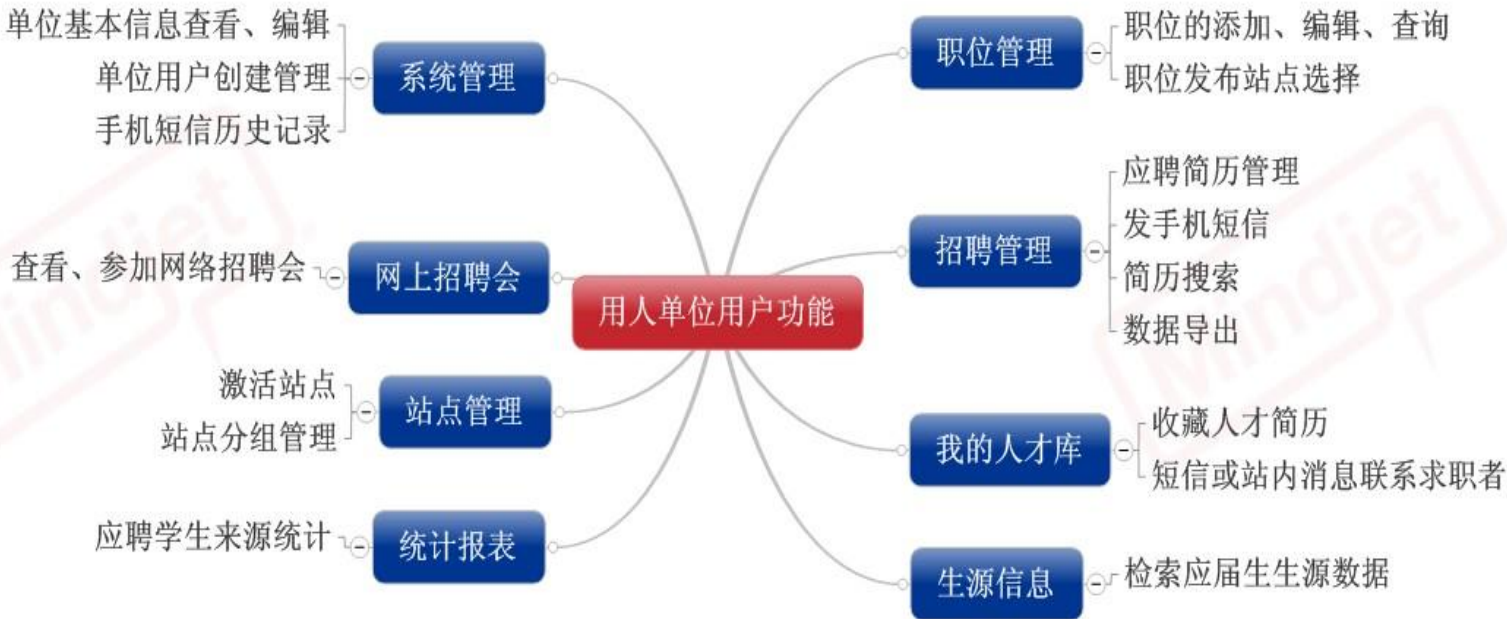 单位基本信息查看、编辑
单位用户创建管理
手机短信历史记录
系统管理
查看、参加网络招聘会
网上招聘会
激活站点
站点分组管理
站点管理
应聘学生来源统计
统计报表
用人单位用户功能
职位管理
职位的添加、编辑、查询
职位发布站点选择
招聘管理
应聘简历管理
发手机短信
简历搜索
数据导出
我的人才库
收藏人才简历
短信或站内消息联系求职者
生源信息
检索应届生生源数据
Mindjet
Mindjet